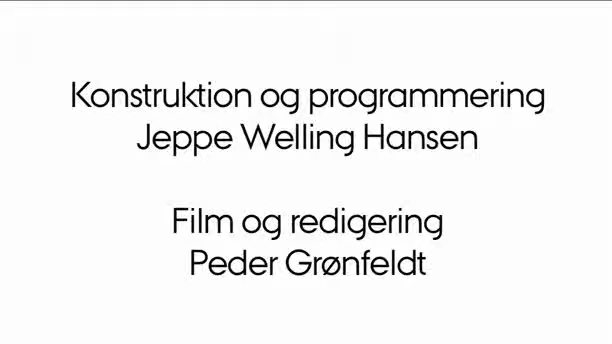 Konstruktion og programmering
Jeppe Welling Hansen
Film og redigering
Peder Grønfeldt